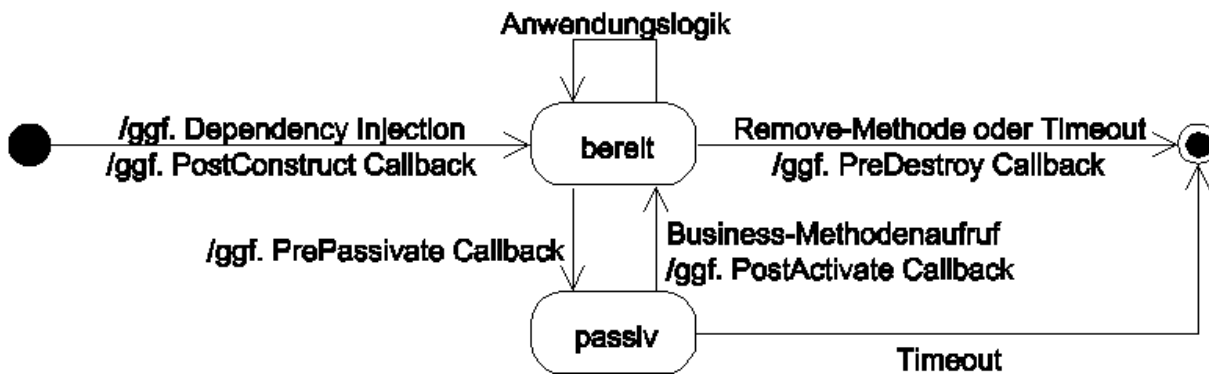 Anwendungslogik
/ggf. Dependency Injection
/ggf. PostConstruct Callback
bereit
Remove-Methode oder Timeout
/ggf. PreDestroy Callback
/ggf. PrePassivate Callback
Business-Methodenaufruf
/ggf. PostActivate Callback
passiv
Timeout